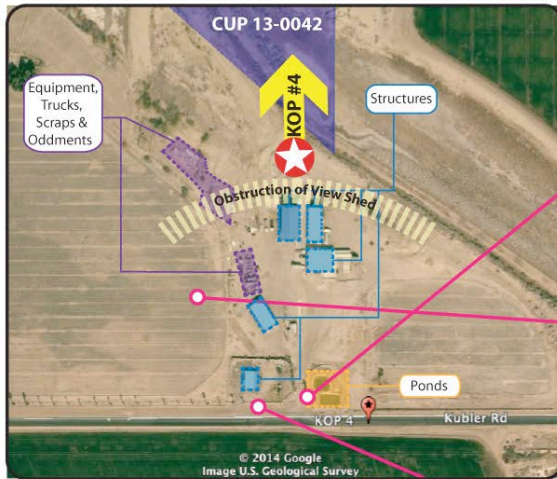 CUP 13-0042
Equipment,
Trucks,
Scraps &
Oddments
KOP #4
Structures
Obstruction of View Shed
Ponds
KOP 4
Kubler Rd
© 2014 Google
Image U.S. Geological Survey